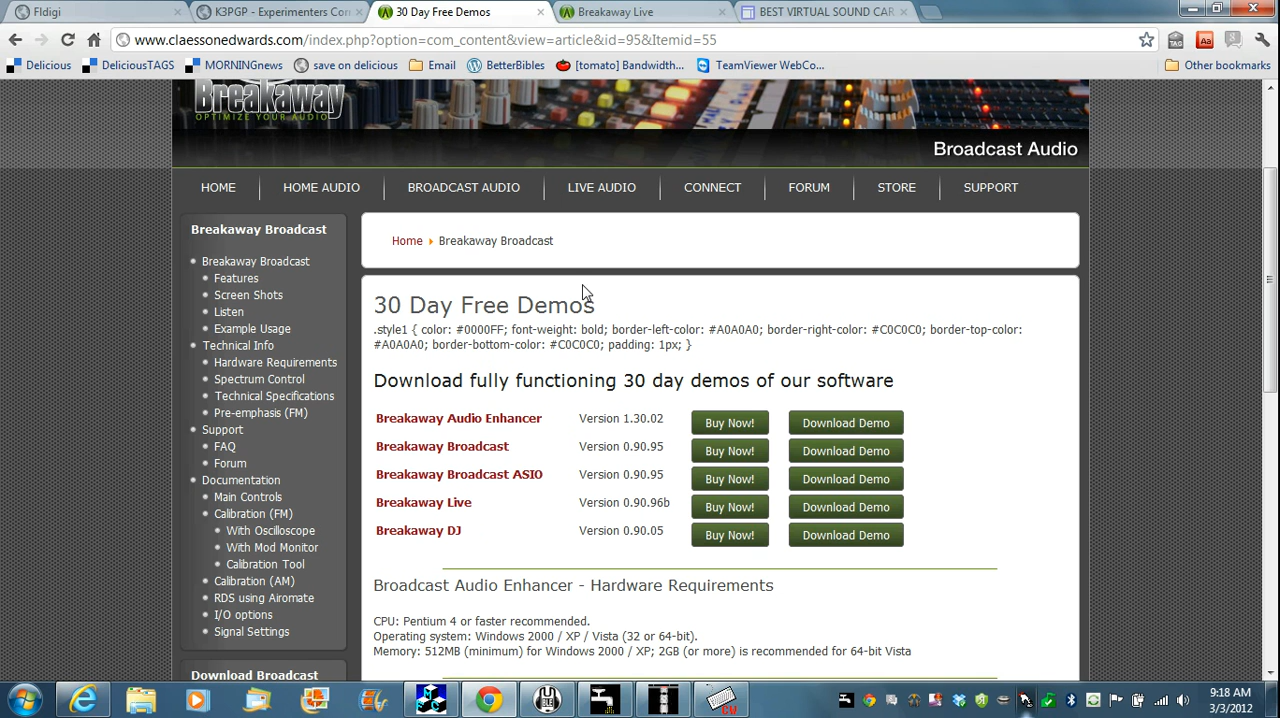 Fldigi
K3PGP - Experimenters Cor
30 Day Free Demos
Breakaway Live
BEST VIRTUAL SOUND CAR
www.claessonedwards.com/index.php?option=com_content&view=article&id=95&Itemid=55
Delicious
DeliciousTAGS
MORNINGnews
save on delicious
Email
BetterBibles
[tomato] Bandwidth...
TeamViewer WebCo...
Other bookmarks
TAG
Aa
Breakaway
OPTIMIZE YOUR AUDIO
Broadcast Audio
HOME
HOME AUDIO
BROADCAST AUDIO
LIVE AUDIO
CONNECT
FORUM
STORE
SUPPORT
Breakaway Broadcast
Breakaway Broadcast
Features
Screen Shots
Listen
Example Usage
Technical Info
Hardware Requirements
Spectrum Control
Technical Specifications
Pre-emphasis (FM)
Support
FAQ
Forum
Documentation
Main Controls
Calibration (FM)
With Oscilloscope
With Mod Monitor
Calibration Tool
Calibration (AM)
RDS using Airomate
I/O options
Signal Settings
Download Broadcast
Home Breakaway Broadcast
30 Day Free Demos
.style1 { color: #0000FF; font-weight: bold; border-left-color: #A0A0A0; border-right-color: #C0C0C0; border-top-color:
#A0A0A0; border-bottom-color: #C0C0C0; padding: 1px; }
Download fully functioning 30 day demos of our software
Breakaway Audio Enhancer Version 1.30.02 Buy Now! Download Demo
Breakaway Broadcast Version 0.90.95 Buy Now! Download Demo
Breakaway Broadcast ASIO Version 0.90.95 Buy Now! Download Demo
Breakaway Live Version 0.90.96b Buy Now! Download Demo
Breakaway DJ Version 0.90.05 Buy Now! Download Demo
Broadcast Audio Enhancer - Hardware Requirements
CPU: Pentium 4 or faster recommended.
Operating system: Windows 2000 / XP / Vista (32 or 64-bit).
Memory: 512MB (minimum) for Windows 2000 / XP; 2GB (or more) is recommended for 64-bit Vista
CW
9:18 AM
3/3/2012